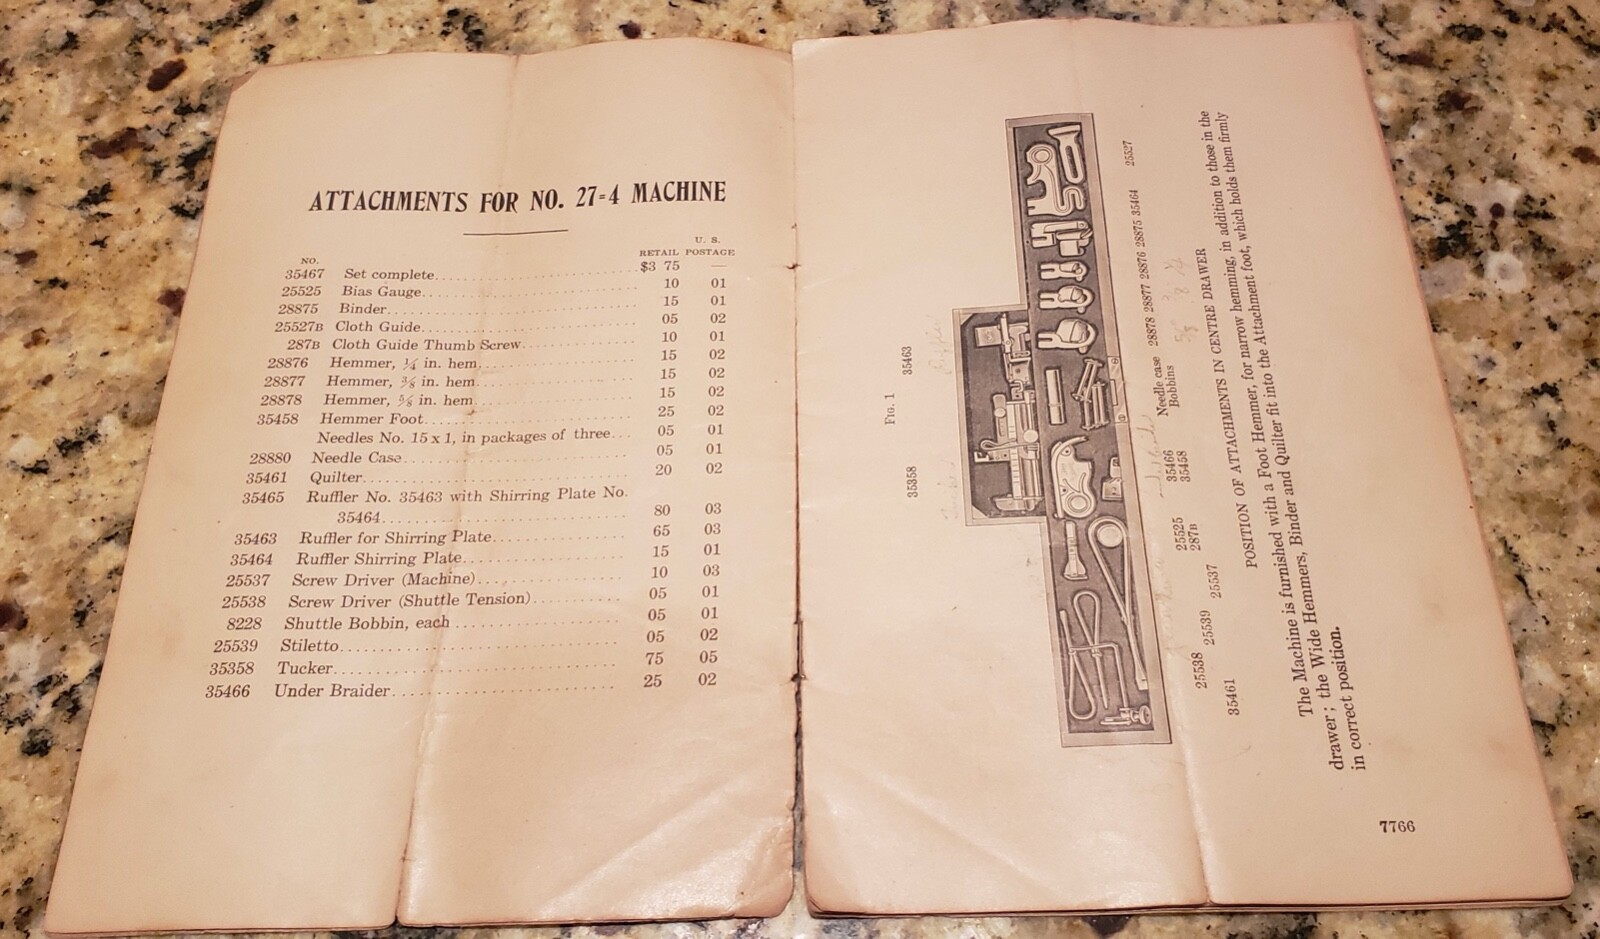 ATTACHMENTS FOR NO. 27-4 MACHINE
NO. RETAIL U. S. POSTAGE
35467 Set complete $3 75 —
25525 Bias Gauge 10 01
28875 Binder 15 01
25527B Cloth Guide 05 02
287B Cloth Guide Thumb Screw 10 01
28876 Hemmer, ¼ in. hem 15 02
28877 Hemmer, ⅜ in. hem 15 02
28878 Hemmer, ⅝ in. hem 15 02
35458 Hemmer Foot 25 02
Needles No. 15 x 1, in packages of three 05 01
28880 Needle Case 05 01
35461 Quilter 20 02
35465 Ruffler No. 35463 with Shirring Plate No.
35464 80 03
35463 Ruffler for Shirring Plate 65 03
35464 Ruffler Shirring Plate 15 01
25537 Screw Driver (Machine) 10 03
25538 Screw Driver (Shuttle Tension) 05 01
8228 Shuttle Bobbin, each 05 01
25539 Stiletto 05 02
35358 Tucker 75 05
35466 Under Braider 25 02
FIG. 1
35358 35463
25527
Needle case 28878 28877 28876 28875 35464
Bobbins
5/8 3/8 1/4
35466
35458
25525
287B
25538 25539 25537
35461
POSITION OF ATTACHMENTS IN CENTRE DRAWER
The Machine is furnished with a Foot Hemmer, for narrow hemming, in addition to those in the
drawer; the Wide Hemmers, Binder and Quilter fit into the Attachment foot, which holds them firmly
in correct position.
7766